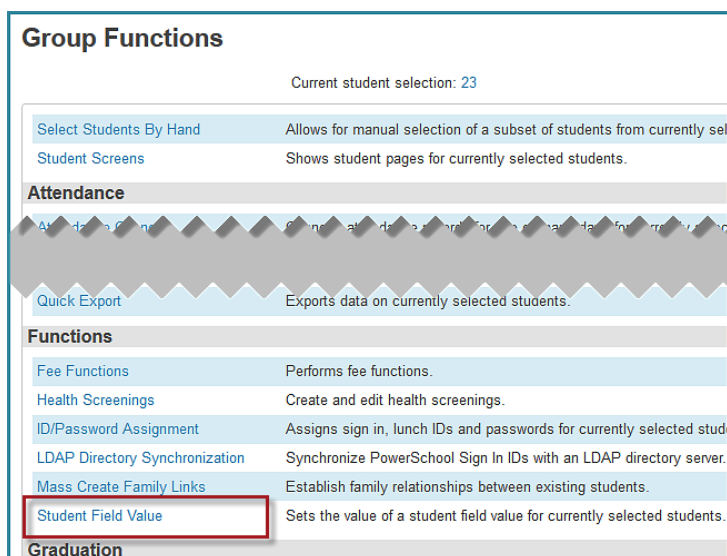 Group Functions
Current student selection: 23
Select Students By Hand Allows for manual selection of a subset of students from currently sel
Student Screens Shows student pages for currently selected students.
Attendance
Quick Export Exports data on currently selected students.
Functions
Fee Functions Performs fee functions.
Health Screenings Create and edit health screenings.
ID/Password Assignment Assigns sign in, lunch IDs and passwords for currently selected stud
LDAP Directory Synchronization Synchronize PowerSchool Sign In IDs with an LDAP directory server.
Mass Create Family Links Establish family relationships between existing students.
Student Field Value Sets the value of a student field value for currently selected students.
Graduation